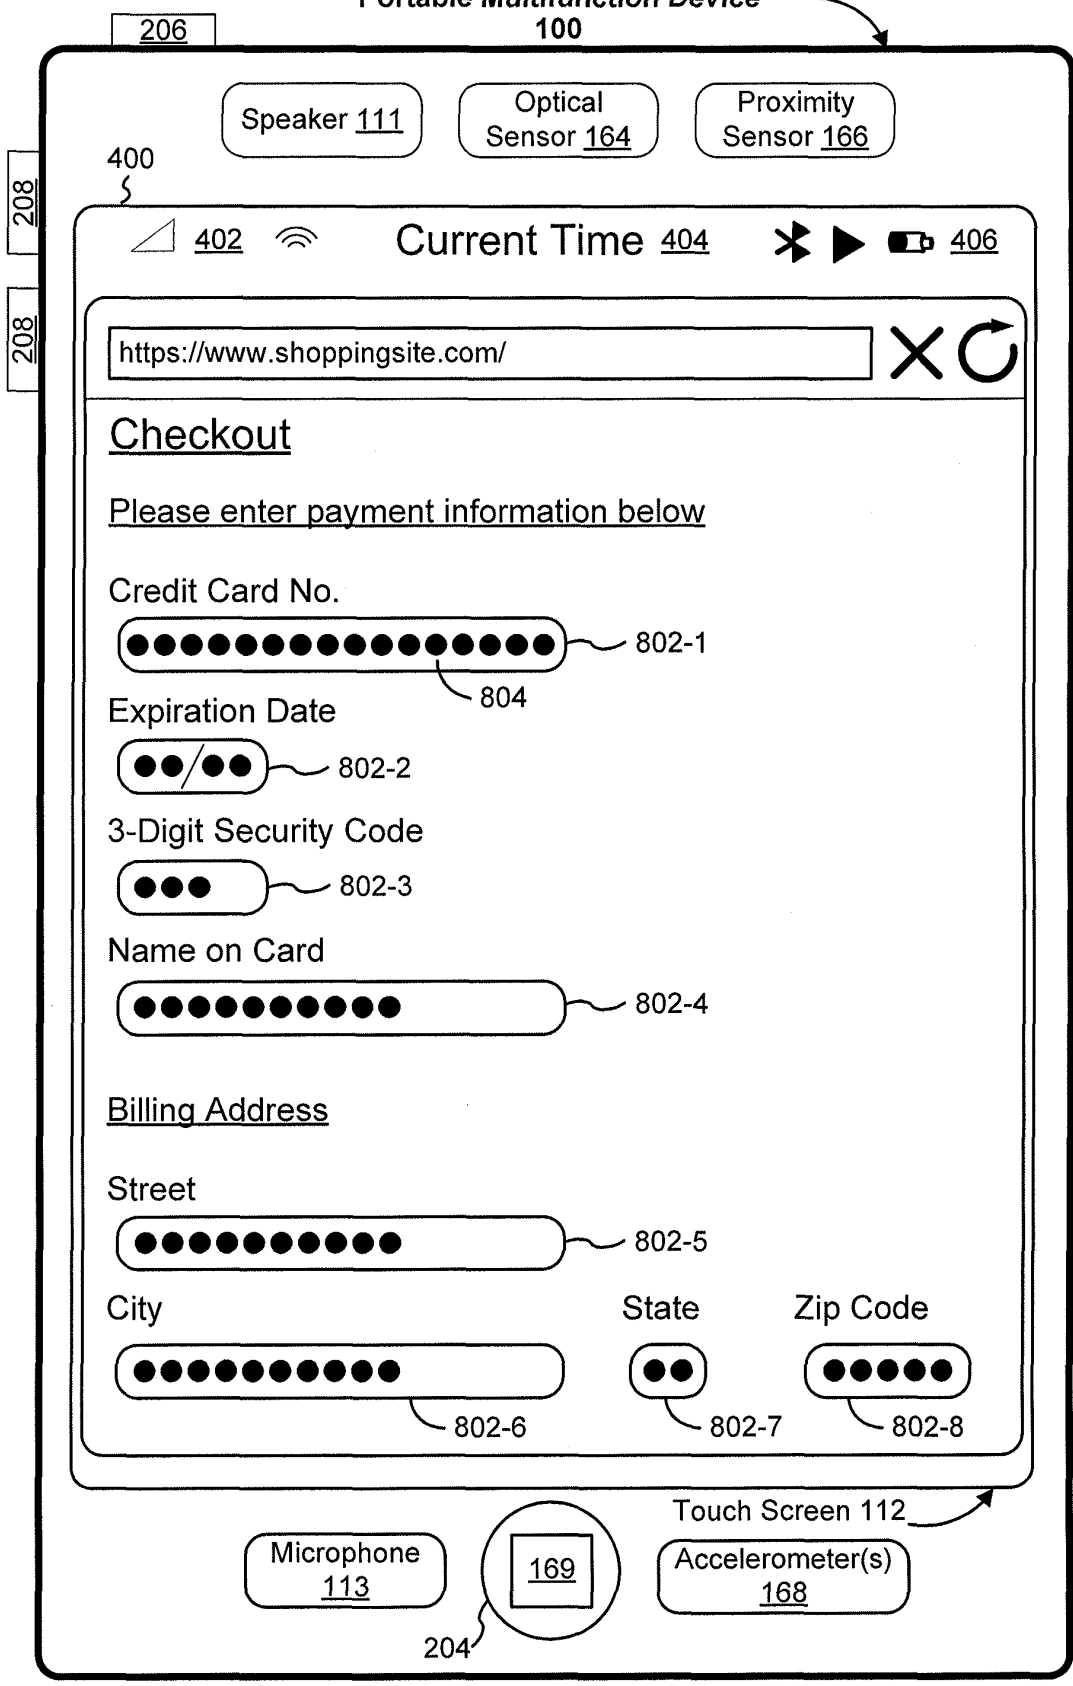 Portable Multifunction Device
100
206
Speaker 111
Optical
Sensor 164
Proximity
Sensor 166
400
208
402
Current Time 404
406
208
https://www.shoppingsite.com/
Checkout
Please enter payment information below
Credit Card No.
802-1
804
Expiration Date
802-2
3-Digit Security Code
802-3
Name on Card
802-4
Billing Address
Street
802-5
City
State
Zip Code
802-6
802-7
802-8
Touch Screen 112
Microphone
113
169
Accelerometer(s)
168
204